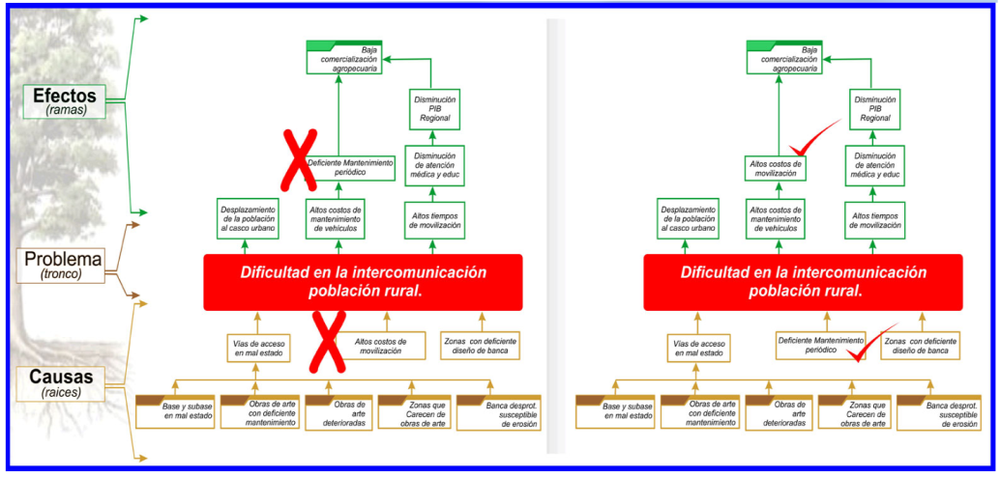 Efectos
(ramas)
Problema
(tronco)
Causas
(raices)
Baja
comercialización
agropecuaria
Disminución
PIB
Regional
Deficiente Mantenimiento
periódico
Disminución
de atención
médica y educ
Desplazamiento
de la población
al casco urbano
Altos costos de
mantenimiento
de vehículos
Altos tiempos
de movilización
Dificultad en la intercomunicación
población rural.
Vías de acceso
en mal estado
Altos costos de
movilización
Zonas con deficiente
diseño de banca
Base y subase
en mal estado
Obras de arte
con deficiente
mantenimiento
Obras de
arte
deterioradas
Zonas que
Carecen de
obras de arte
Banca desprot.
susceptible
de erosión
Baja
comercialización
agropecuaria
Disminución
PIB
Regional
Altos costos de
movilización
Disminución
de atención
médica y educ
Desplazamiento
de la población
al casco urbano
Altos costos de
mantenimiento
de vehículos
Altos tiempos
de movilización
Dificultad en la intercomunicación
población rural.
Vías de acceso
en mal estado
Deficiente Mantenimiento
periódico
Zonas con deficiente
diseño de banca
Base y subase
en mal estado
Obras de arte
con deficiente
mantenimiento
Obras de
arte
deterioradas
Zonas que
Carecen de
obras de arte
Banca desprot.
susceptible
de erosión